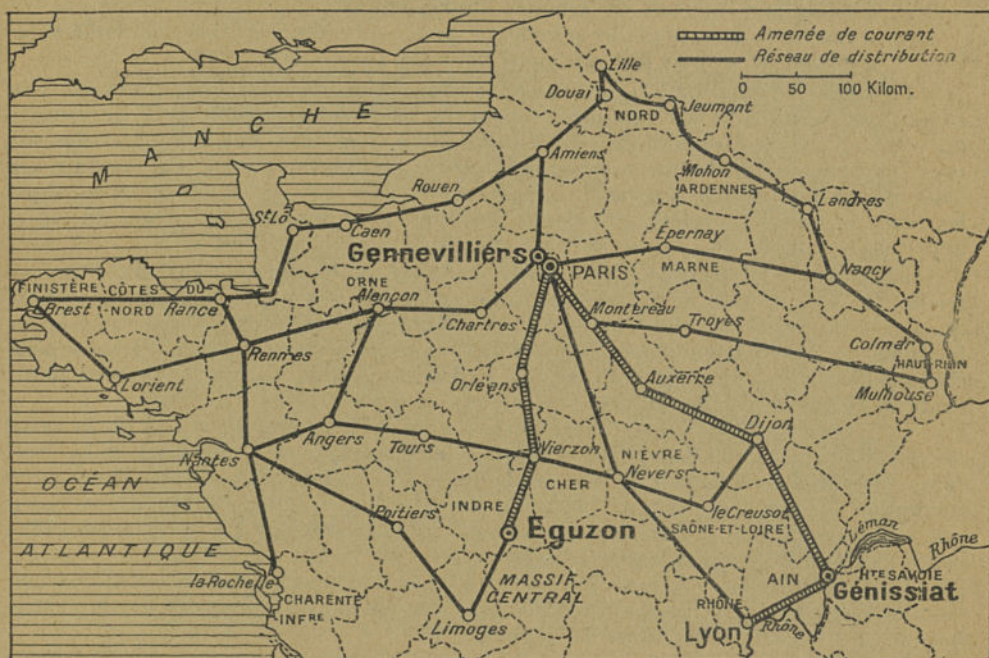 Amenée de courant
Réseau de distribution
0 50 100 Kilom.
MANCHE
Lille
Douai
NORD
Jeumont
Amiens
Mohon
ARDENNES
Rouen
Landres
St Lô
Caen
Gennevilliérs
Épernay
PARIS
MARNE
Nancy
FINISTÈRE
CÔTES DU NORD
ORNE
Alençon
Brest
Rance
Chartres
Montereau
Troyes
Rennes
Colmar
HAUT-RHIN
Lorient
Orléans
Auxerre
Mulhouse
Angers
Tours
Dijon
Nantes
Vierzon
NIÈVRE
Nevers
OCÉAN
ATLANTIQUE
CHER
INDRE
Poitiers
le Creusot
SAÔNE-ET-LOIRE
Eguzon
Léman
Rhône
la Rochelle
MASSIF
CENTRAL
AIN
Hte SAVOIE
Génissiat
CHARENTE
INFRE
RHÔNE
Limoges
Lyon
Rhône